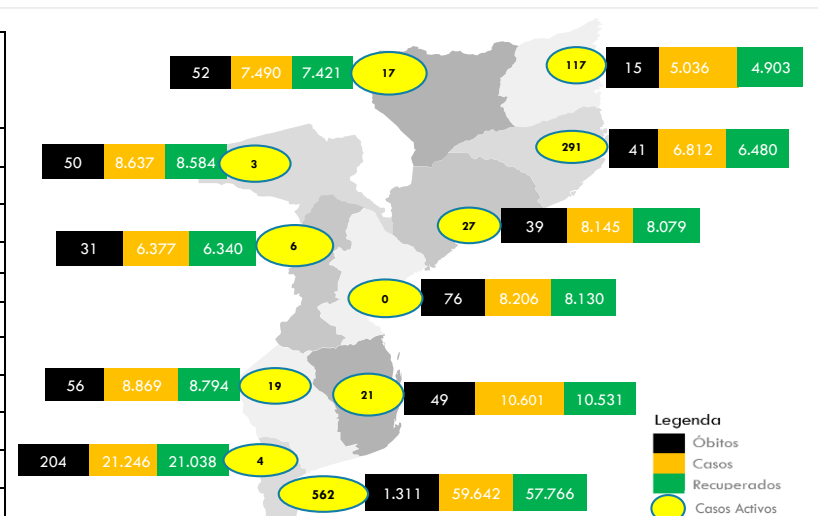 52 7.490 7.421 17
117 15 5.036 4.903
50 8.637 8.584 3
291 41 6.812 6.480
31 6.377 6.340 6
27 39 8.145 8.079
0 76 8.206 8.130
56 8.869 8.794 19
21 49 10.601 10.531
204 21.246 21.038 4
562 1.311 59.642 57.766
Legenda
Óbitos
Casos
Recuperados
Casos Activos